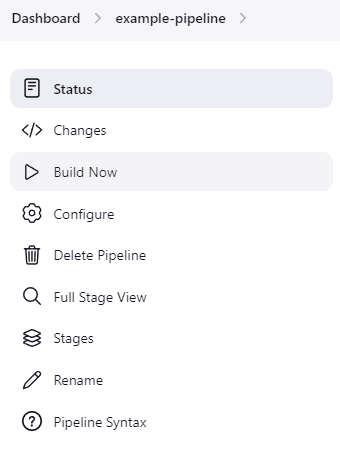 Dashboard > example-pipeline >
Status
Changes
Build Now
Configure
Delete Pipeline
Full Stage View
Stages
Rename
Pipeline Syntax